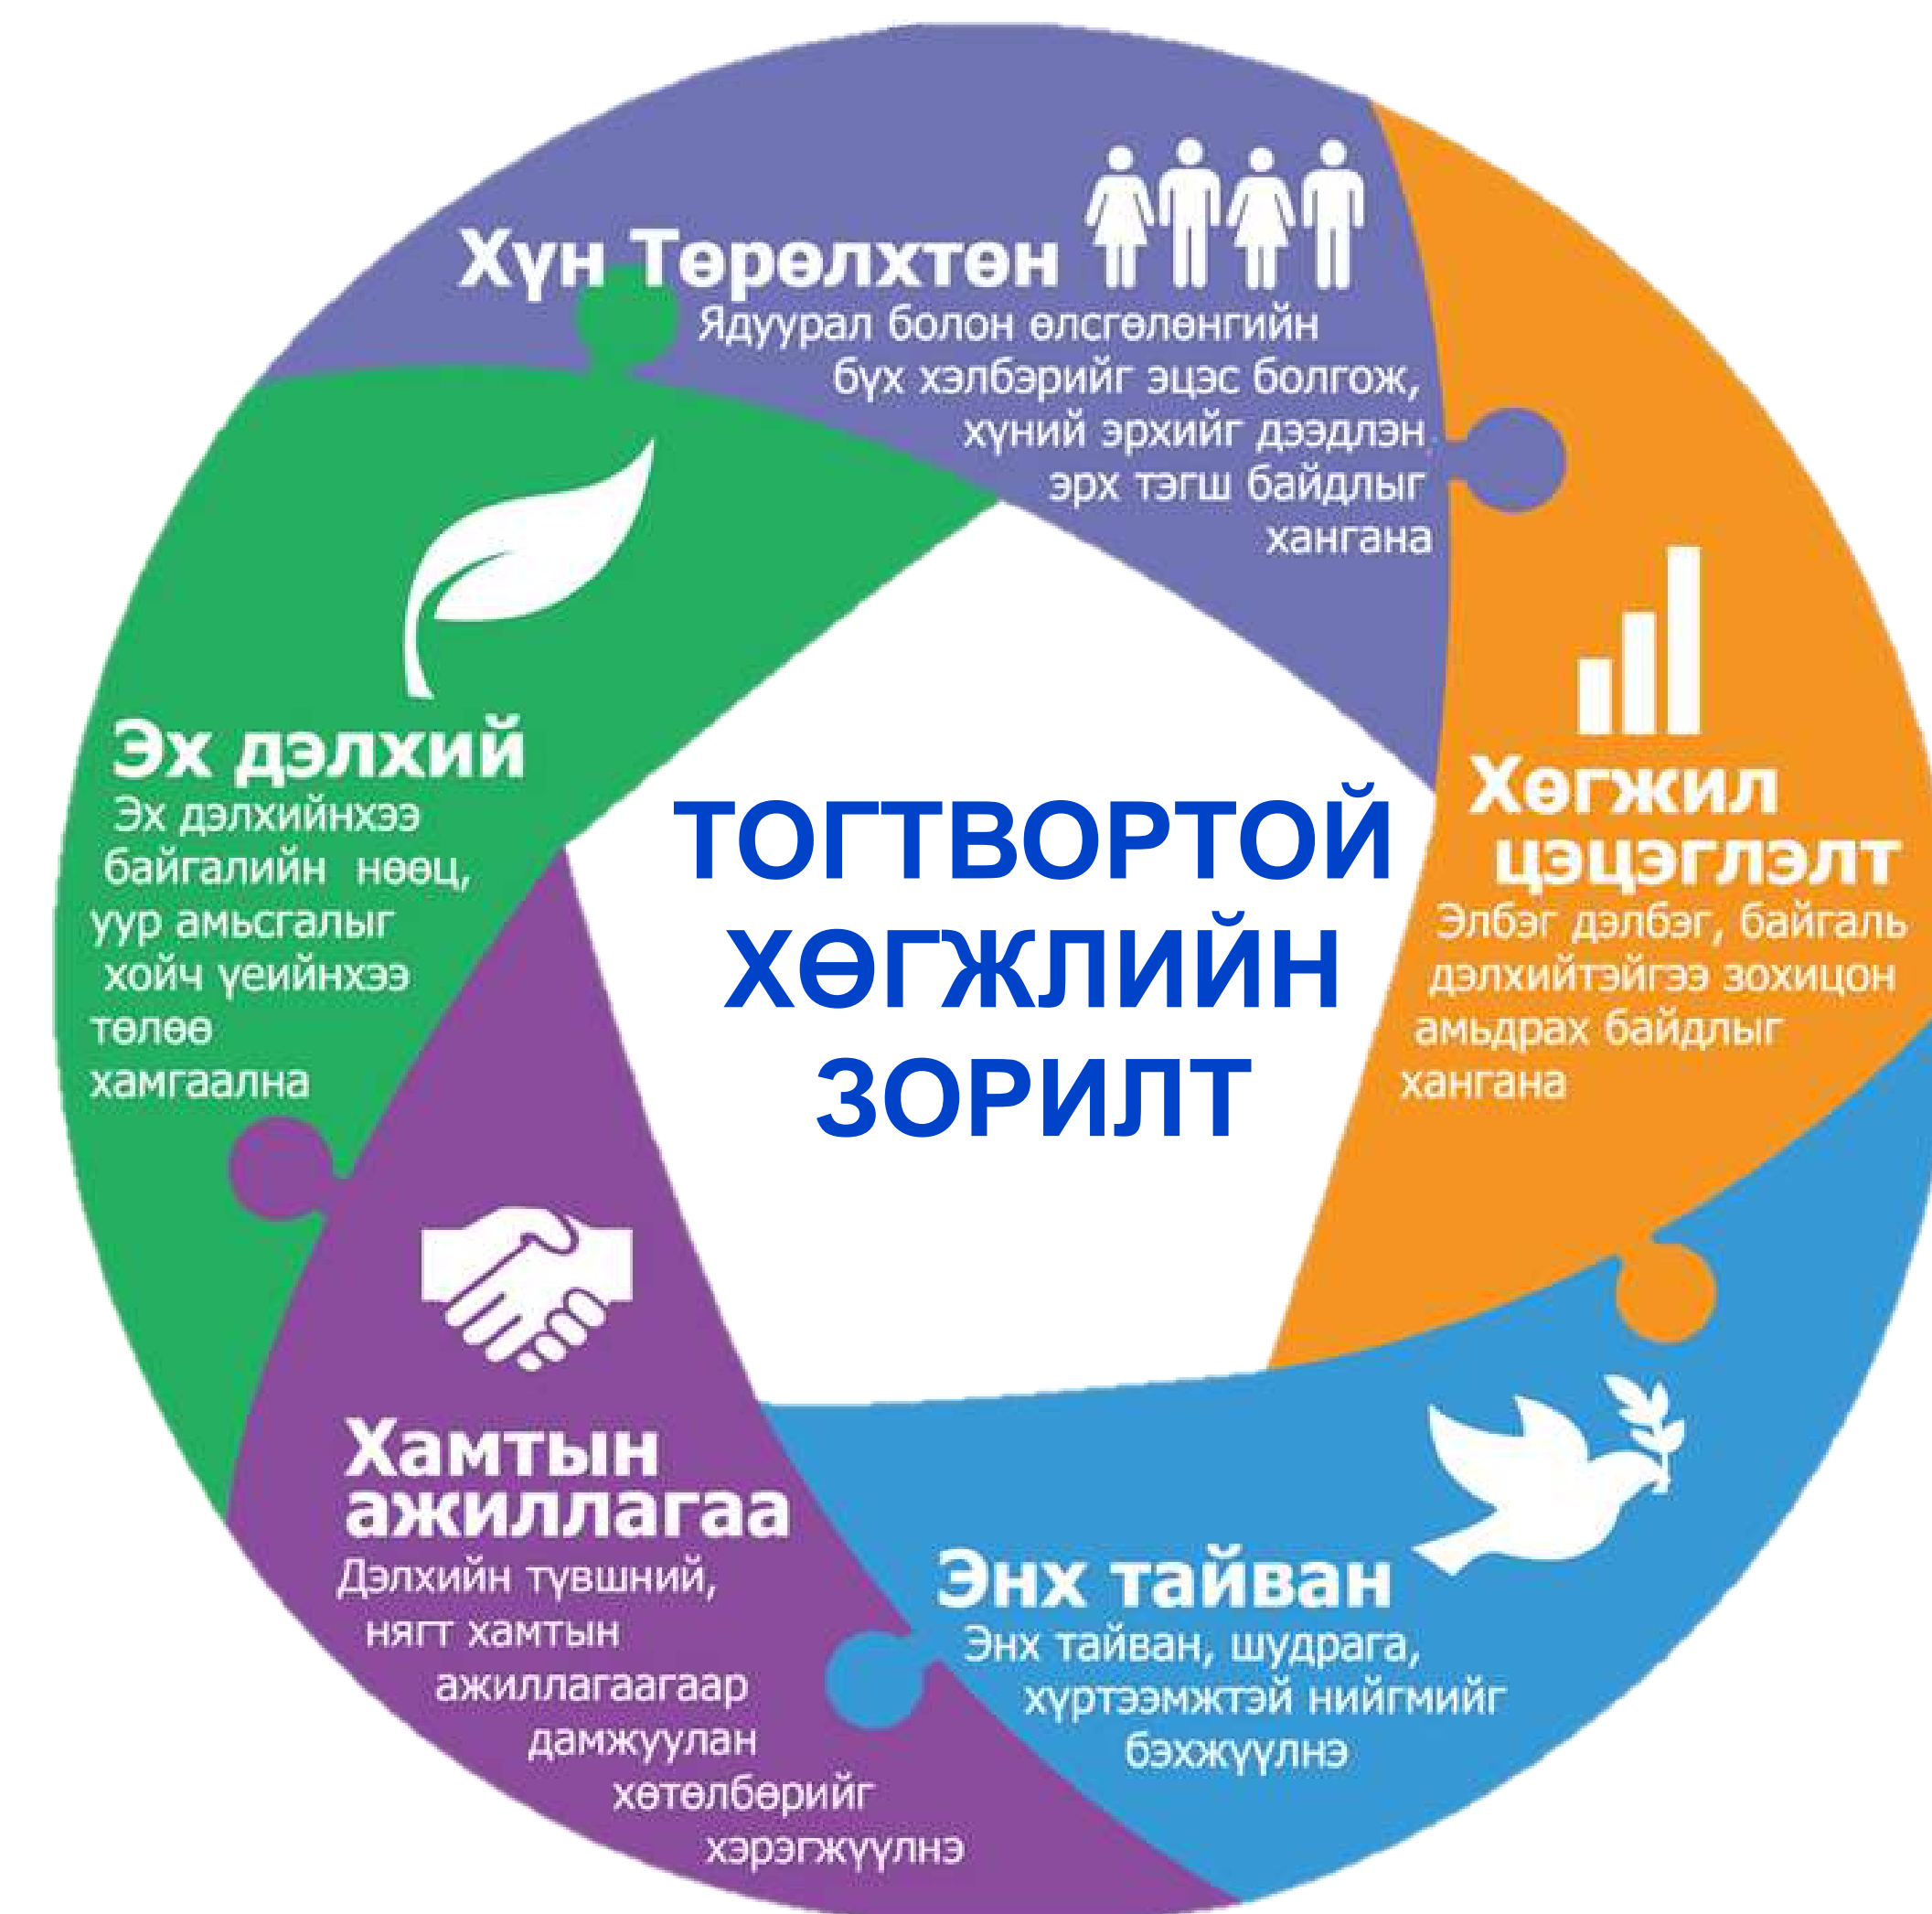 Хүн Төрөлхтөн
Ядуурал болон өлсгөлөнгийн
бүх хэлбэрийг эцэс болгож,
хүний эрхийг дээдлэн
эрх тэгш байдлыг
хангана
Хөгжил
цэцэглэлт
Элбэг дэлбэг, байгаль
дэлхийтэйгээ зохицон
амьдрах байдлыг
хангана
Энх тайван
Энх тайван, шудрага,
хүртээмжтэй нийгмийг
бэхжүүлнэ
Хамтын
ажиллагаа
Дэлхийн түвшний,
нягт хамтын
ажиллагаагаар
дамжуулан
хөтөлбөрийг
хэрэгжүүлнэ
Эх дэлхий
Эх дэлхийнхээ
байгалийн нөөц,
уур амьсгалыг
хойч үеийнхээ
төлөө
хамгаална
ТОГТВОРТОЙ
ХӨГЖЛИЙН
ЗОРИЛТ